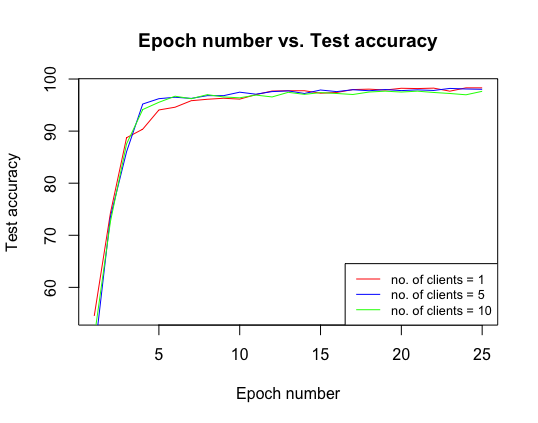 Epoch number vs. Test accuracy
Test accuracy
100
90
80
70
60
no. of clients = 1
no. of clients = 5
no. of clients = 10
5 10 15 20 25
Epoch number